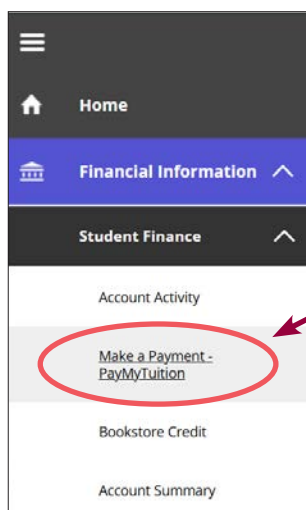 Home
Financial Information
Student Finance
Account Activity
Make a Payment -
PayMyTuition
Bookstore Credit
Account Summary